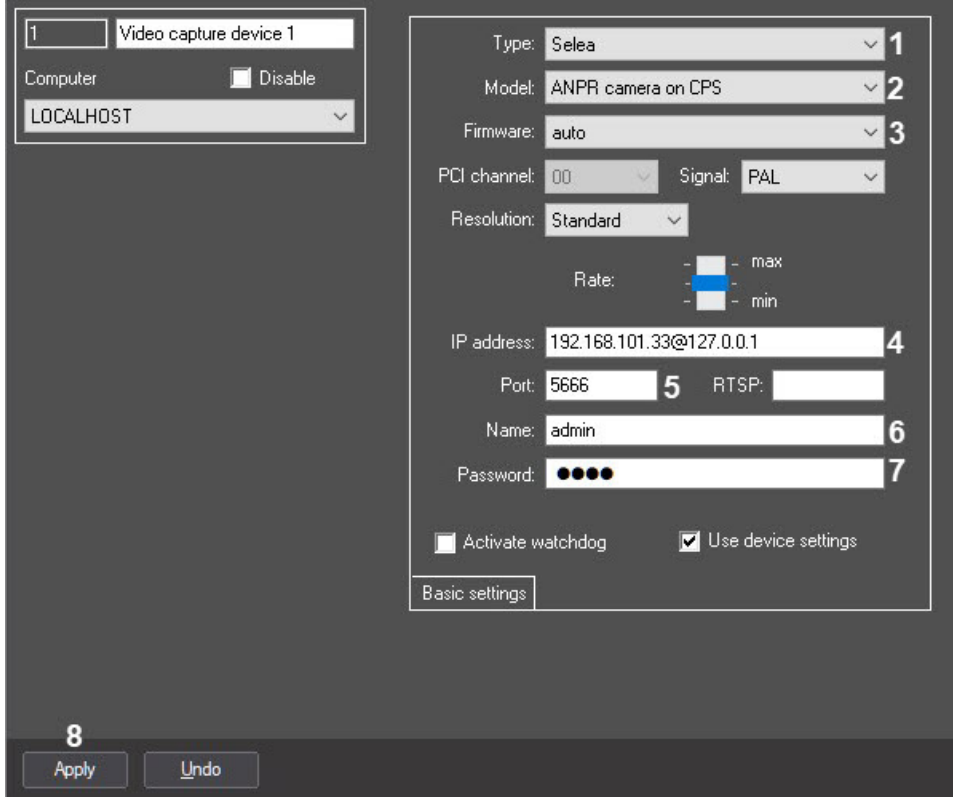 1 Video capture device 1
Computer Disable
LOCALHOST
Type: Selea 1
Model: ANPR camera on CPS 2
Firmware: auto 3
PCI channel: 00 Signal: PAL
Resolution: Standard
max
Rate:
min
IP address: 192.168.101.33@127.0.0.1 4
Port: 5666 5 RTSP:
Name: admin 6
Password: ●●●● 7
Activate watchdog Use device settings
Basic settings
8
Apply Undo